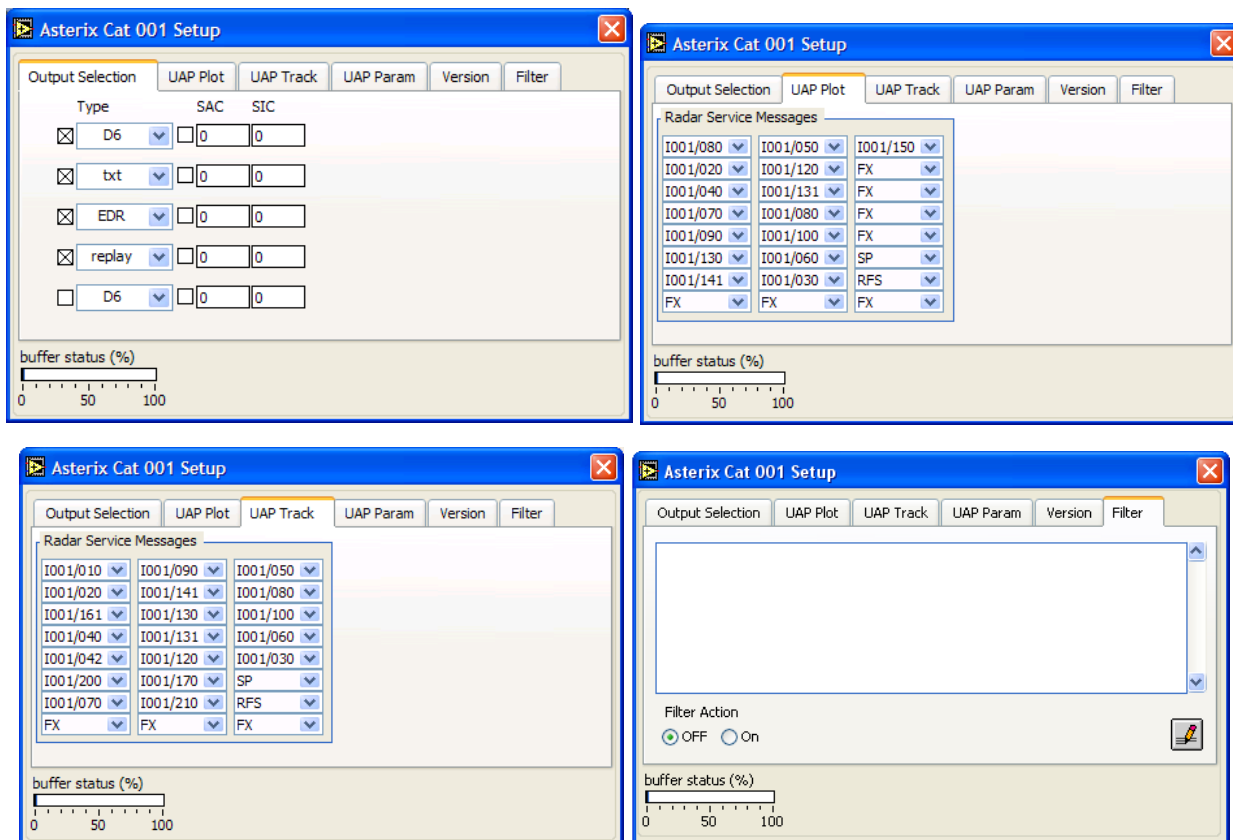 Asterix Cat 001 Setup
Output Selection UAP Plot UAP Track UAP Param Version Filter
Type SAC SIC
D6 0 0
txt 0 0
EDR 0 0
replay 0 0
D6 0 0
buffer status (%)
0 50 100
Asterix Cat 001 Setup
Output Selection UAP Plot UAP Track UAP Param Version Filter
Radar Service Messages
I001/080 I001/050 I001/150
I001/020 I001/120 FX
I001/040 I001/131 FX
I001/070 I001/080 FX
I001/090 I001/100 FX
I001/130 I001/060 SP
I001/141 I001/030 RFS
FX FX FX
buffer status (%)
0 50 100
Asterix Cat 001 Setup
Output Selection UAP Plot UAP Track UAP Param Version Filter
Radar Service Messages
I001/010 I001/090 I001/050
I001/020 I001/141 I001/080
I001/161 I001/130 I001/100
I001/040 I001/131 I001/060
I001/042 I001/120 I001/030
I001/200 I001/170 SP
I001/070 I001/210 RFS
FX FX FX
buffer status (%)
0 50 100
Asterix Cat 001 Setup
Output Selection UAP Plot UAP Track UAP Param Version Filter
Filter Action
OFF On
buffer status (%)
0 50 100